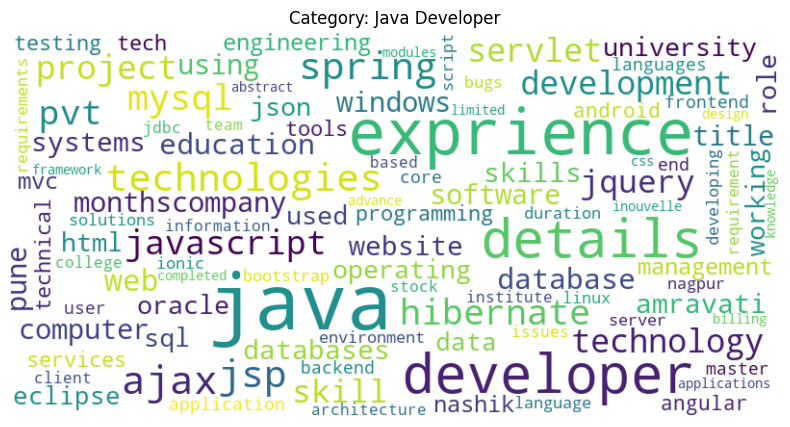 Category: Java Developer
testing tech engineering modules script servlet university
requirements project using spring languages
abstract development role
pvt mysql json windows limited bugs android frontend design
jdbc team tools exprience title
systems education based
framework technologies core skills css end
mvc monthscompany advance software jquery developing requirement working knowledge
technical solutions used programming duration inouvelle
html javascript information website details
pune college web ionic completed bootstrap operating database management
user oracle java stock institute linux nagpur
hibernate amravati
computer sql environment data issues server billing
services databases backend developer technology
client ajax jsp skill master applications
eclipse application architecture nashik language angular